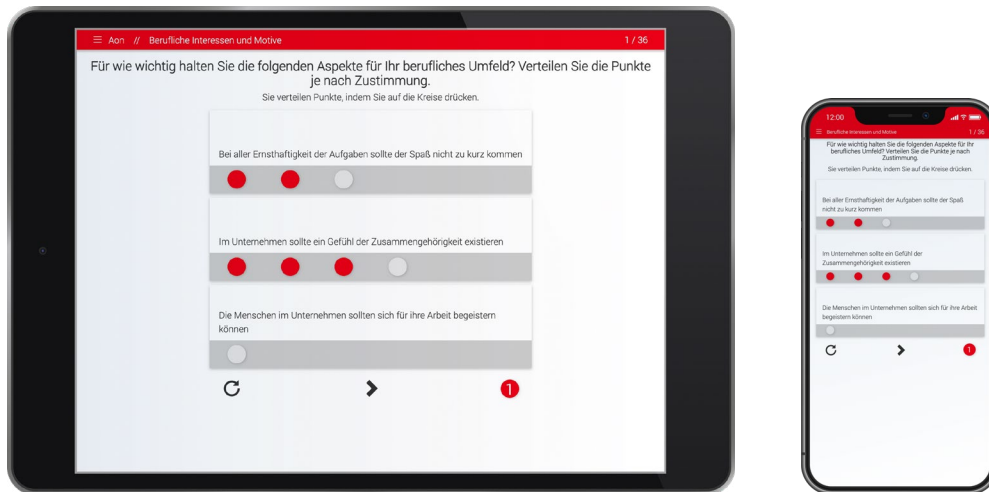 Aon // Berufliche Interessen und Motive 1 / 36
Für wie wichtig halten Sie die folgenden Aspekte für Ihr berufliches Umfeld? Verteilen Sie die Punkte
je nach Zustimmung.
Sie verteilen Punkte, indem Sie auf die Kreise drücken.
Bei aller Ernsthaftigkeit der Aufgaben sollte der Spaß nicht zu kurz kommen
Im Unternehmen sollte ein Gefühl der Zusammengehörigkeit existieren
Die Menschen im Unternehmen sollten sich für ihre Arbeit begeistern
können
1
12:00
Berufliche Interessen und Motive 1 / 36
Für wie wichtig halten Sie die folgenden Aspekte für Ihr
berufliches Umfeld? Verteilen Sie die Punkte je nach
Zustimmung.
Sie verteilen Punkte, indem Sie auf die Kreise drücken.
Bei aller Ernsthaftigkeit der Aufgaben sollte der Spaß
nicht zu kurz kommen
Im Unternehmen sollte ein Gefühl der
Zusammengehörigkeit existieren
Die Menschen im Unternehmen sollten sich für ihre Arbeit
begeistern können
1